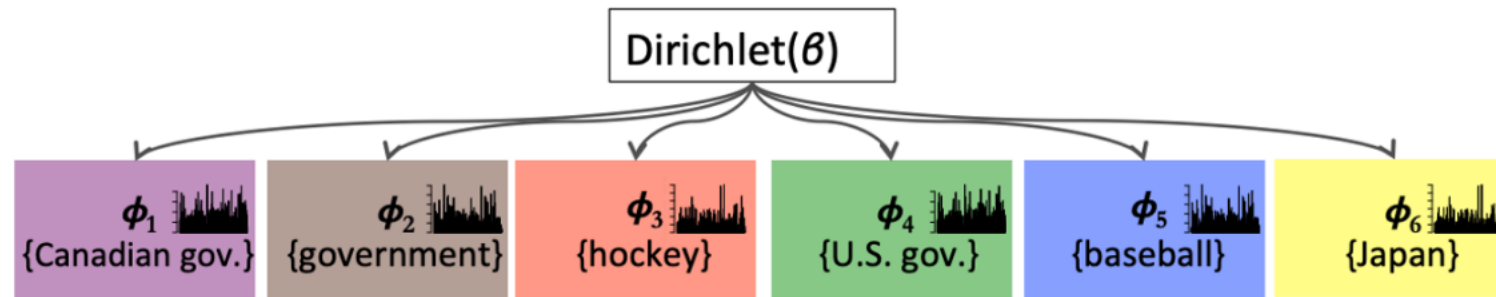 Dirichlet(β)
ϕ₁
{Canadian gov.}
ϕ₂
{government}
ϕ₃
{hockey}
ϕ₄
{U.S. gov.}
ϕ₅
{baseball}
ϕ₆
{Japan}